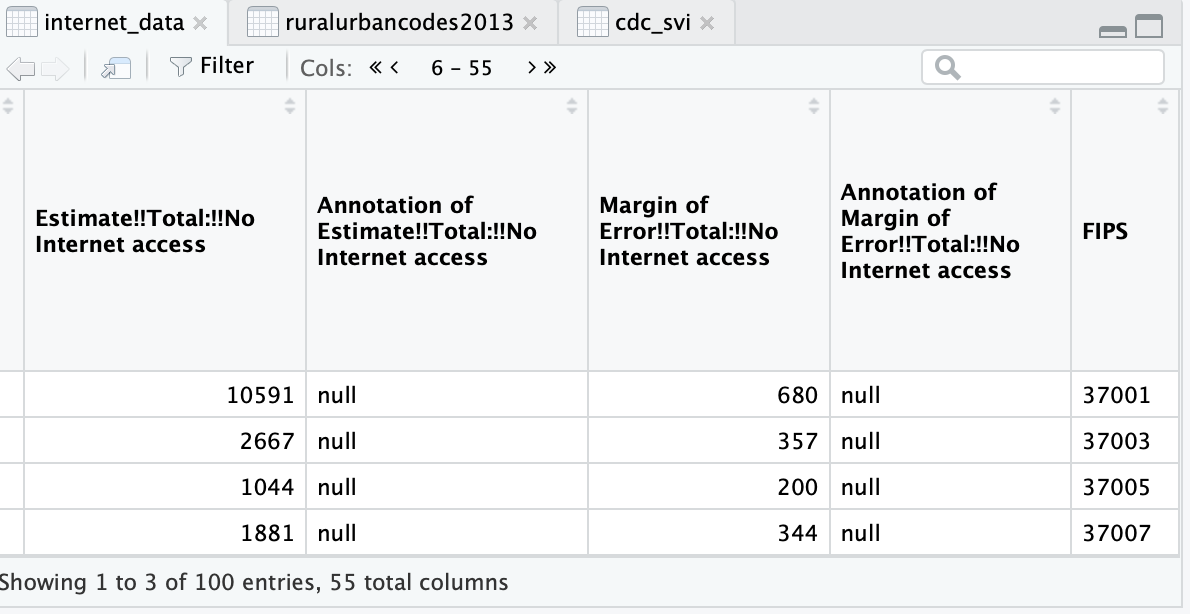 internet_data ruralurbancodes2013 cdc_svi
Filter Cols: « < 6 – 55 > »
Estimate!!Total:!!No
Internet access
Annotation of
Estimate!!Total:!!No
Internet access
Margin of
Error!!Total:!!No
Internet access
Annotation of
Margin of
Error!!Total:!!No
Internet access
FIPS
10591 null 680 null 37001
2667 null 357 null 37003
1044 null 200 null 37005
1881 null 344 null 37007
Showing 1 to 3 of 100 entries, 55 total columns